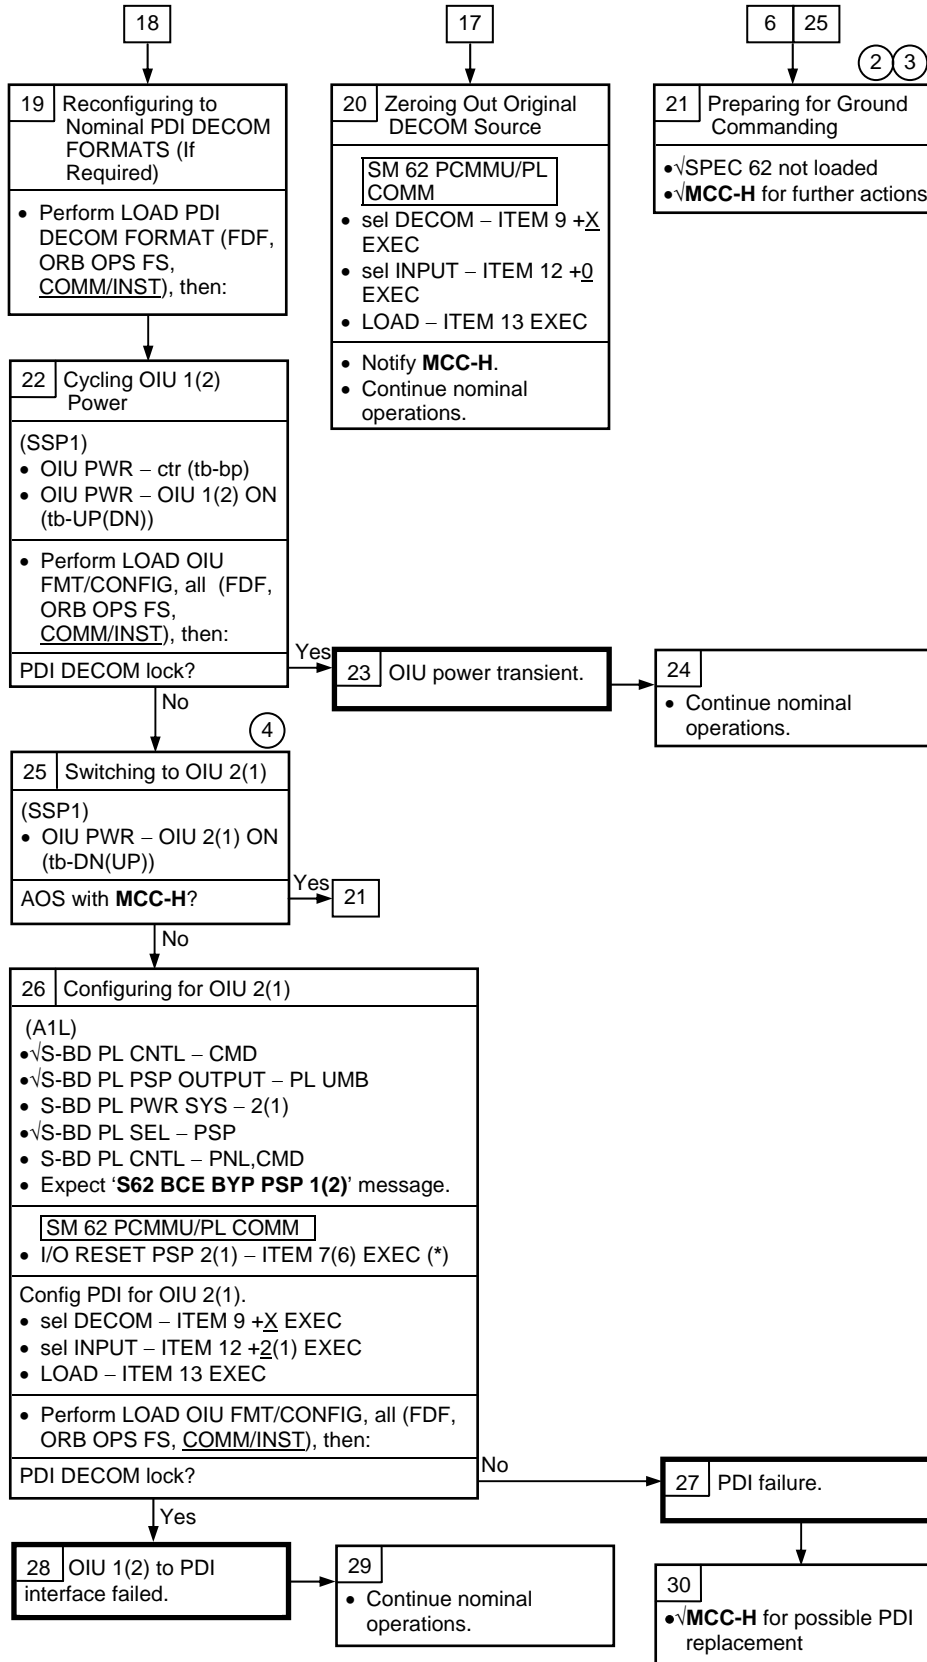 18
17
6 25
2 3
19 Reconfiguring to
Nominal PDI DECOM
FORMATS (If
Required)
• Perform LOAD PDI
DECOM FORMAT (FDF,
ORB OPS FS,
COMM/INST), then:
20 Zeroing Out Original
DECOM Source
SM 62 PCMMU/PL
COMM
• sel DECOM – ITEM 9 +X
EXEC
• sel INPUT – ITEM 12 +0
EXEC
• LOAD – ITEM 13 EXEC
• Notify MCC-H.
• Continue nominal
operations.
21 Preparing for Ground
Commanding
•√SPEC 62 not loaded
•√MCC-H for further actions
22 Cycling OIU 1(2)
Power
(SSP1)
• OIU PWR – ctr (tb-bp)
• OIU PWR – OIU 1(2) ON
(tb-UP(DN))
• Perform LOAD OIU
FMT/CONFIG, all (FDF,
ORB OPS FS,
COMM/INST), then:
PDI DECOM lock?
Yes
23 OIU power transient.
24
• Continue nominal
operations.
No
4
25 Switching to OIU 2(1)
(SSP1)
• OIU PWR – OIU 2(1) ON
(tb-DN(UP))
AOS with MCC-H?
Yes
21
No
26 Configuring for OIU 2(1)
(A1L)
•√S-BD PL CNTL – CMD
•√S-BD PL PSP OUTPUT – PL UMB
• S-BD PL PWR SYS – 2(1)
•√S-BD PL SEL – PSP
• S-BD PL CNTL – PNL,CMD
• Expect ‘S62 BCE BYP PSP 1(2)’ message.
SM 62 PCMMU/PL COMM
• I/O RESET PSP 2(1) – ITEM 7(6) EXEC (*)
Config PDI for OIU 2(1).
• sel DECOM – ITEM 9 +X EXEC
• sel INPUT – ITEM 12 +2(1) EXEC
• LOAD – ITEM 13 EXEC
• Perform LOAD OIU FMT/CONFIG, all (FDF,
ORB OPS FS, COMM/INST), then:
PDI DECOM lock?
No
27 PDI failure.
Yes
28 OIU 1(2) to PDI
interface failed.
29
• Continue nominal
operations.
30
•√MCC-H for possible PDI
replacement